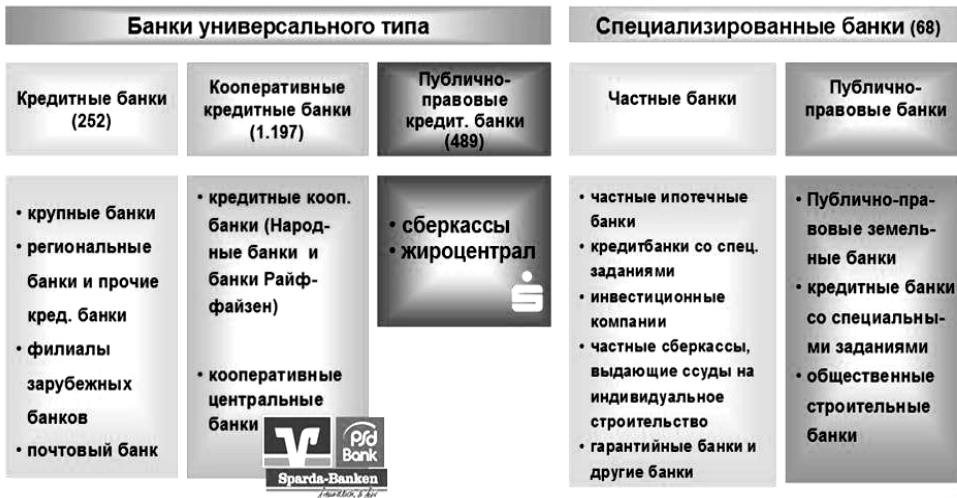 Банки универсального типа
Специализированные банки (68)
Кредитные банки
(252)
Кооперативные
кредитные банки
(1.197)
Публично-
правовые
кредит. банки
(489)
Частные банки
Публично-
правовые банки
• крупные банки
• региональные
банки и прочие
кред. банки
• филиалы
зарубежных
банков
• почтовый банк
• кредитные кооп.
банки (Народ-
ные банки и
банки Райф-
файзен)
• кооперативные
центральные
банки
PSD
Bank
Sparda-Banken
• сберкассы
• жироцентрал
• частные ипотечные
банки
• кредитбанки со спец.
заданиями
• инвестиционные
компании
• частные сберкассы,
выдающие ссуды на
индивидуальное
строительство
• гарантийные банки и
другие банки
• Публично-пра-
вовые земель-
ные банки
• кредитные банки
со специальны-
ми заданиями
• общественные
строительные
банки